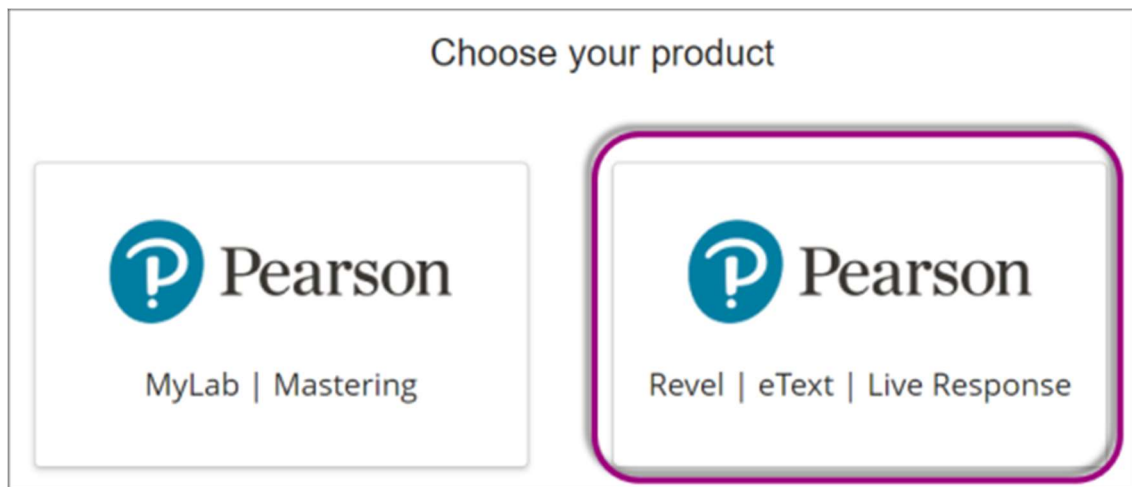 Choose your product
Pearson
MyLab | Mastering
Pearson
Revel | eText | Live Response